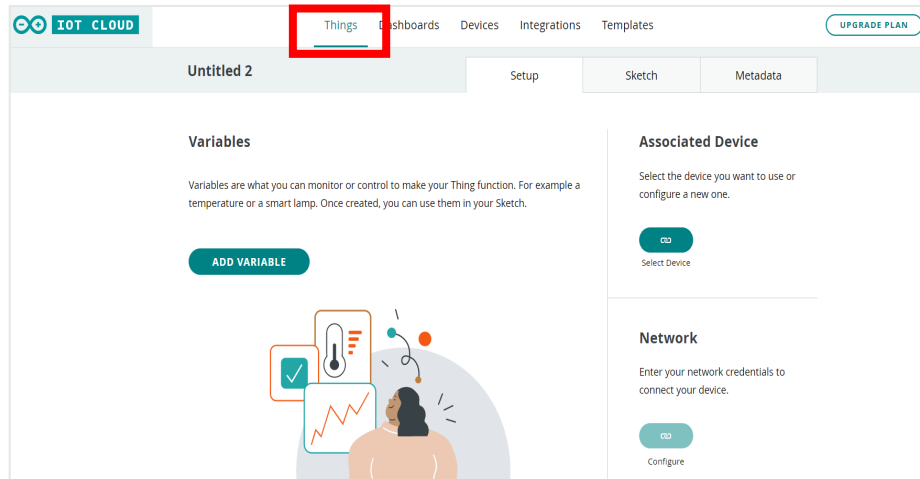 IOT CLOUD
Things Dashboards Devices Integrations Templates
UPGRADE PLAN
Untitled 2
Setup Sketch Metadata
Variables
Variables are what you can monitor or control to make your Thing function. For example a
temperature or a smart lamp. Once created, you can use them in your Sketch.
ADD VARIABLE
Associated Device
Select the device you want to use or
configure a new one.
Select Device
Network
Enter your network credentials to
connect your device.
Configure